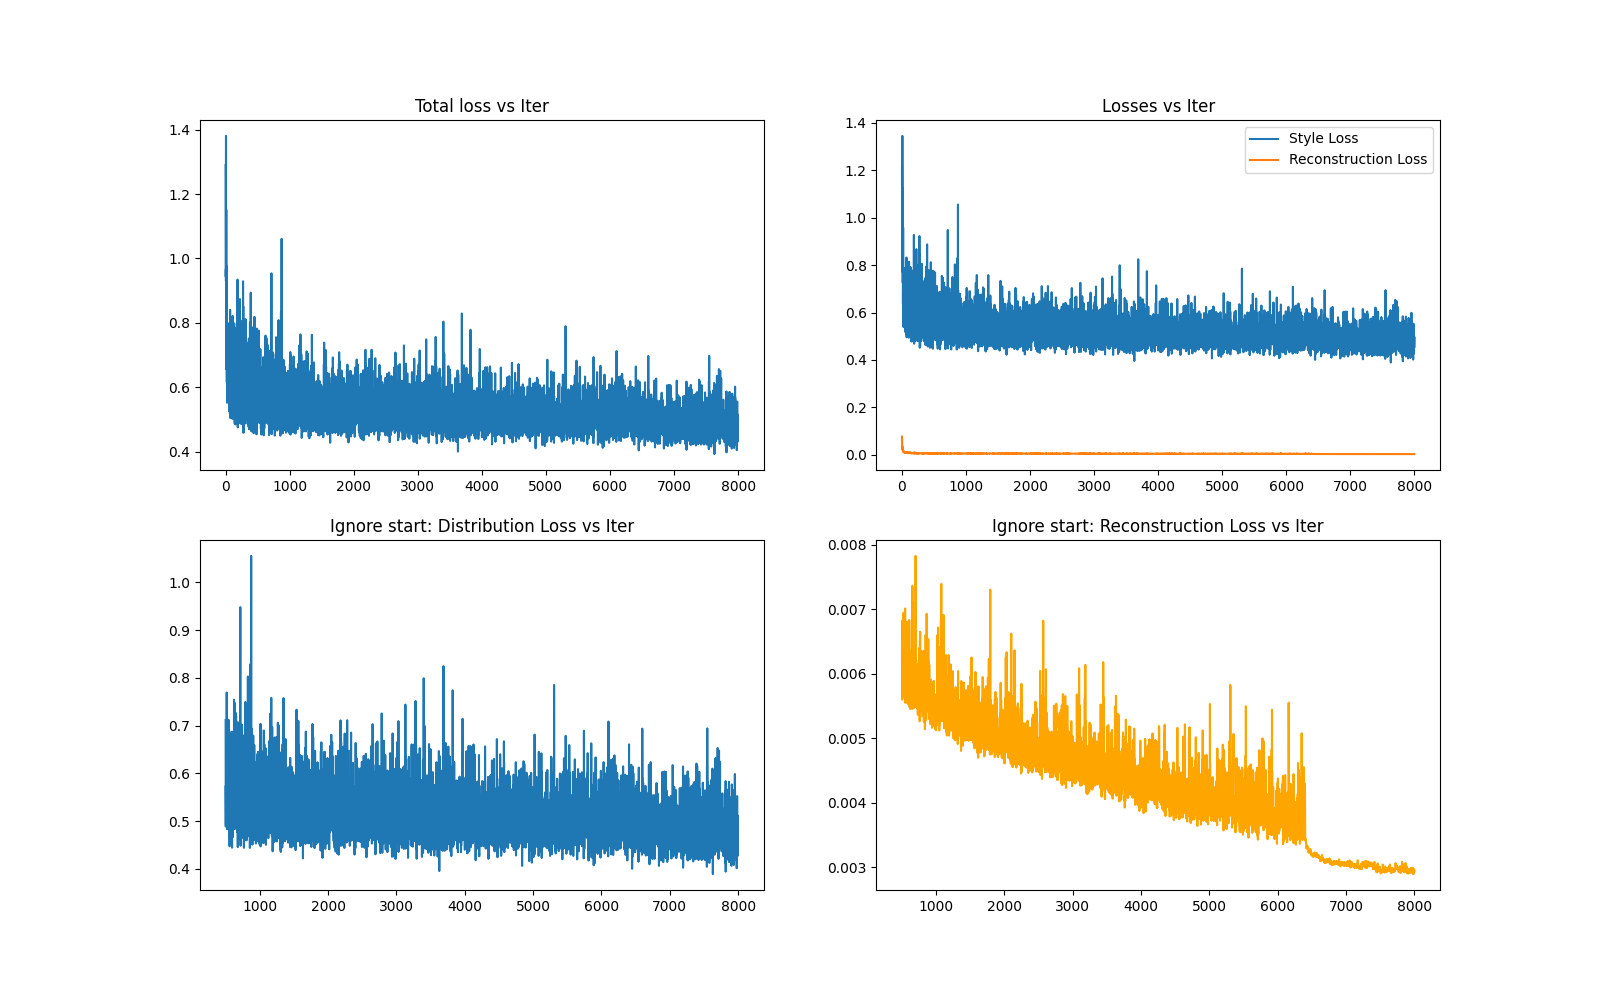 Total loss vs Iter
1.4
1.2
1.0
0.8
0.6
0.4
0 1000 2000 3000 4000 5000 6000 7000 8000
Losses vs Iter
Style Loss
Reconstruction Loss
1.4
1.2
1.0
0.8
0.6
0.4
0.2
0.0
0 1000 2000 3000 4000 5000 6000 7000 8000
Ignore start: Distribution Loss vs Iter
1.0
0.9
0.8
0.7
0.6
0.5
0.4
1000 2000 3000 4000 5000 6000 7000 8000
Ignore start: Reconstruction Loss vs Iter
0.008
0.007
0.006
0.005
0.004
0.003
1000 2000 3000 4000 5000 6000 7000 8000